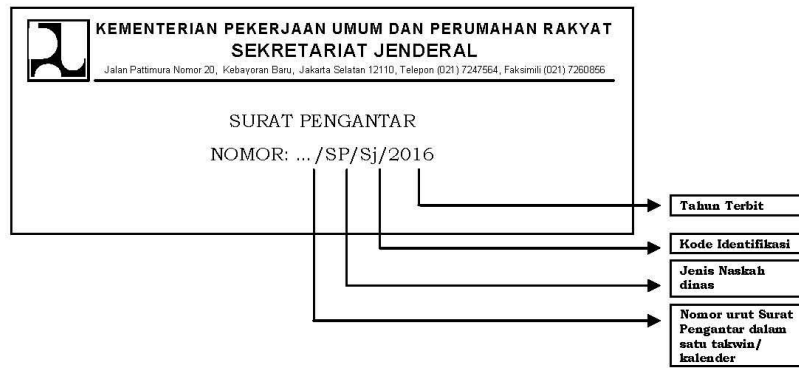 KEMENTERIAN PEKERJAAN UMUM DAN PERUMAHAN RAKYAT
SEKRETARIAT JENDERAL
Jalan Pattimura Nomor 20, Kebayoran Baru, Jakarta Selatan 12110, Telepon (021) 7247564, Faksimili (021) 7260856
SURAT PENGANTAR
NOMOR: ... /SP/Sj/2016
Tahun Terbit
Kode Identifikasi
Jenis Naskah
dinas
Nomor urut Surat
Pengantar dalam
satu takwin/
kalender